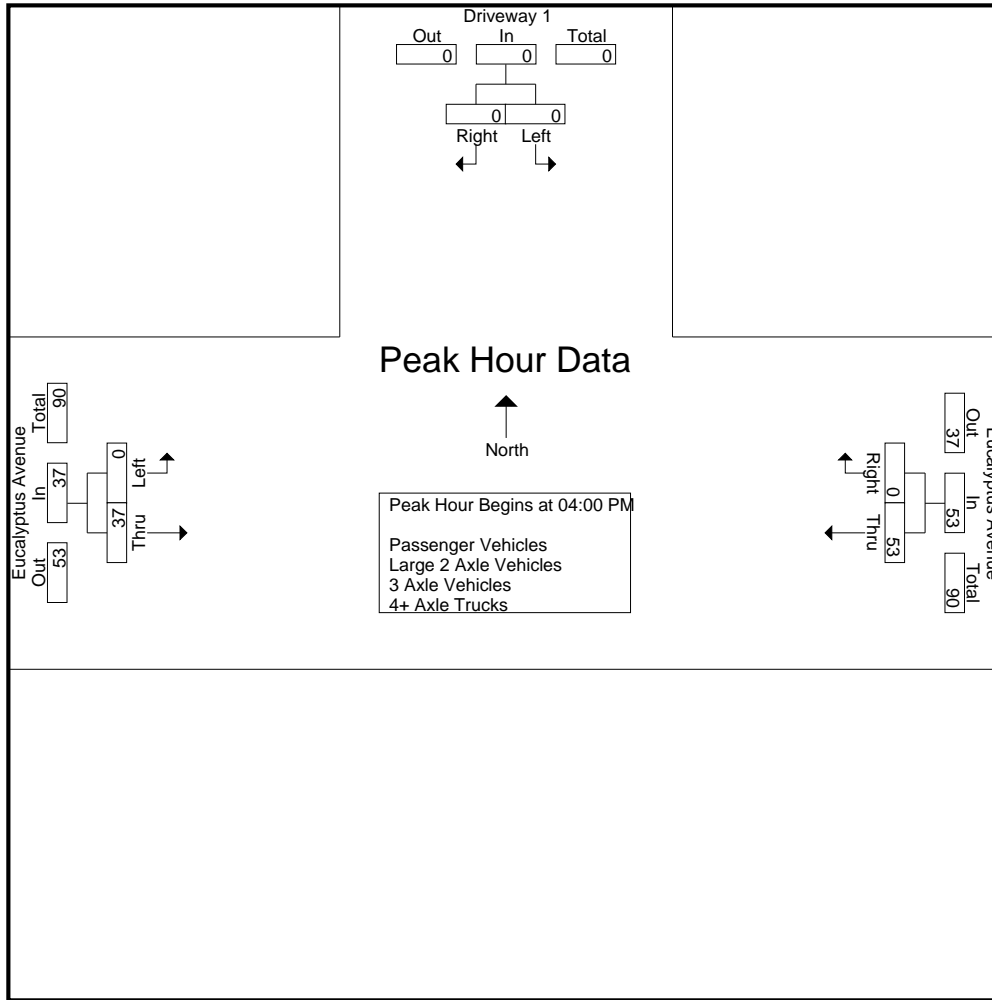 Driveway 1
Out In Total
0 0 0
0 0
Right Left
Peak Hour Data
North
Peak Hour Begins at 04:00 PM
Passenger Vehicles
Large 2 Axle Vehicles
3 Axle Vehicles
4+ Axle Trucks
Eucalyptus Avenue
Total In Out
90 37 53
0 37
Left Thru
Eucalyptus Avenue
Out In Total
37 53 90
0 53
Right Thru